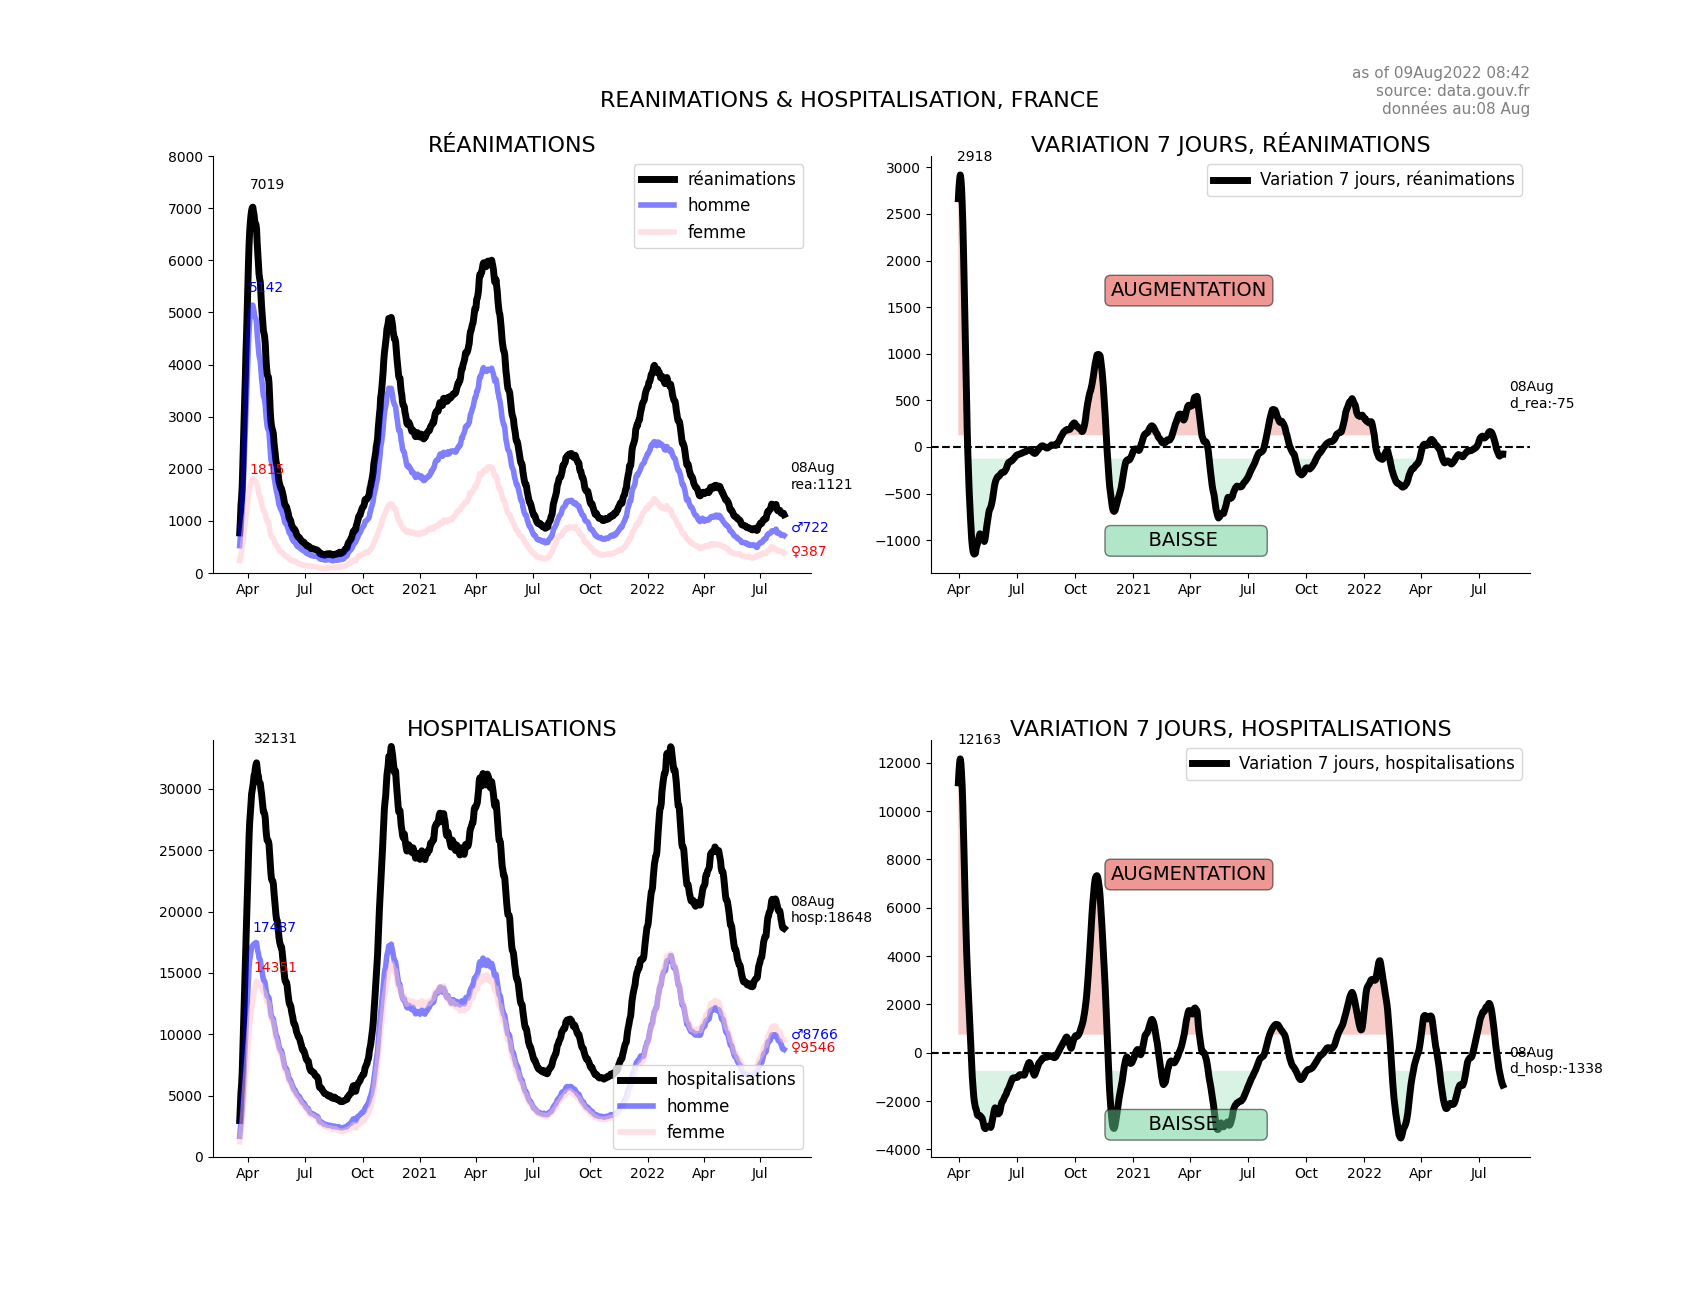 as of 09Aug2022 08:42
source: data.gouv.fr
données au:08 Aug
REANIMATIONS & HOSPITALISATION, FRANCE
RÉANIMATIONS
8000
7000
6000
5000
4000
3000
2000
1000
0
7019
5142
1815
réanimations
homme
femme
08Aug
rea:1121
♂722
♀387
Apr Jul Oct 2021 Apr Jul Oct 2022 Apr Jul
VARIATION 7 JOURS, RÉANIMATIONS
3000
2500
2000
1500
1000
500
0
−500
−1000
2918
Variation 7 jours, réanimations
AUGMENTATION
08Aug
d_rea:-75
BAISSE
Apr Jul Oct 2021 Apr Jul Oct 2022 Apr Jul
HOSPITALISATIONS
30000
25000
20000
15000
10000
5000
0
32131
17487
14351
08Aug
hosp:18648
♂8766
♀9546
hospitalisations
homme
femme
Apr Jul Oct 2021 Apr Jul Oct 2022 Apr Jul
VARIATION 7 JOURS, HOSPITALISATIONS
12000
10000
8000
6000
4000
2000
0
−2000
−4000
12163
Variation 7 jours, hospitalisations
AUGMENTATION
08Aug
d_hosp:-1338
BAISSE
Apr Jul Oct 2021 Apr Jul Oct 2022 Apr Jul